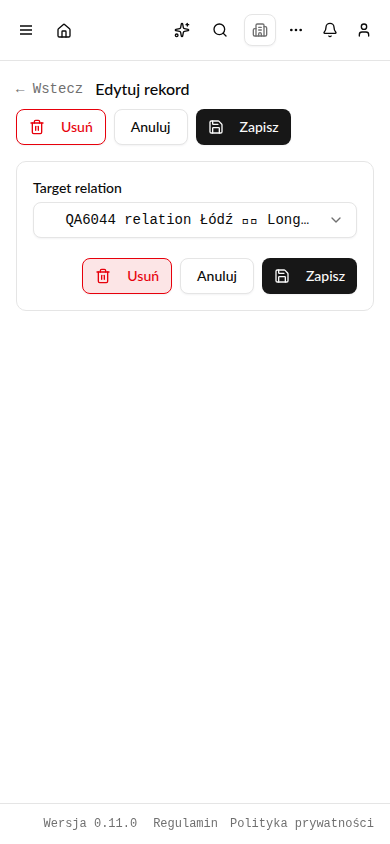 ← Wstecz Edytuj rekord
Usuń Anuluj Zapisz
Target relation
QA6044 relation Łódź Long…
Usuń Anuluj Zapisz
Wersja 0.11.0 Regulamin Polityka prywatności